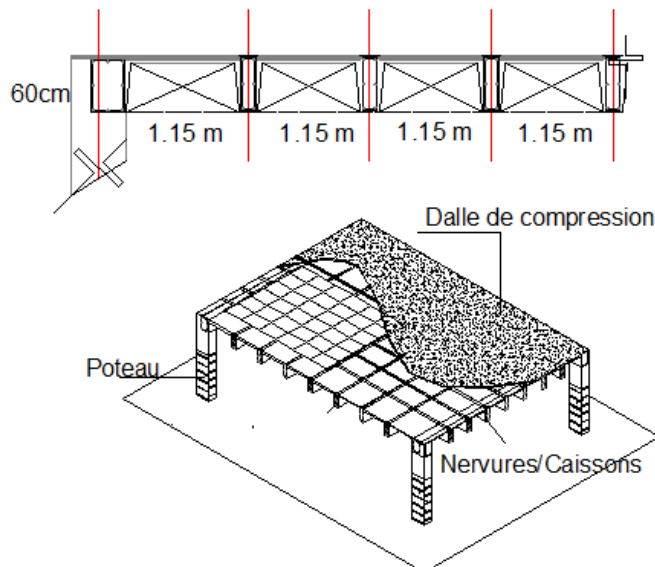 60cm
1.15 m 1.15 m 1.15 m 1.15 m
Dalle de compression
Poteau
Nervures/Caissons